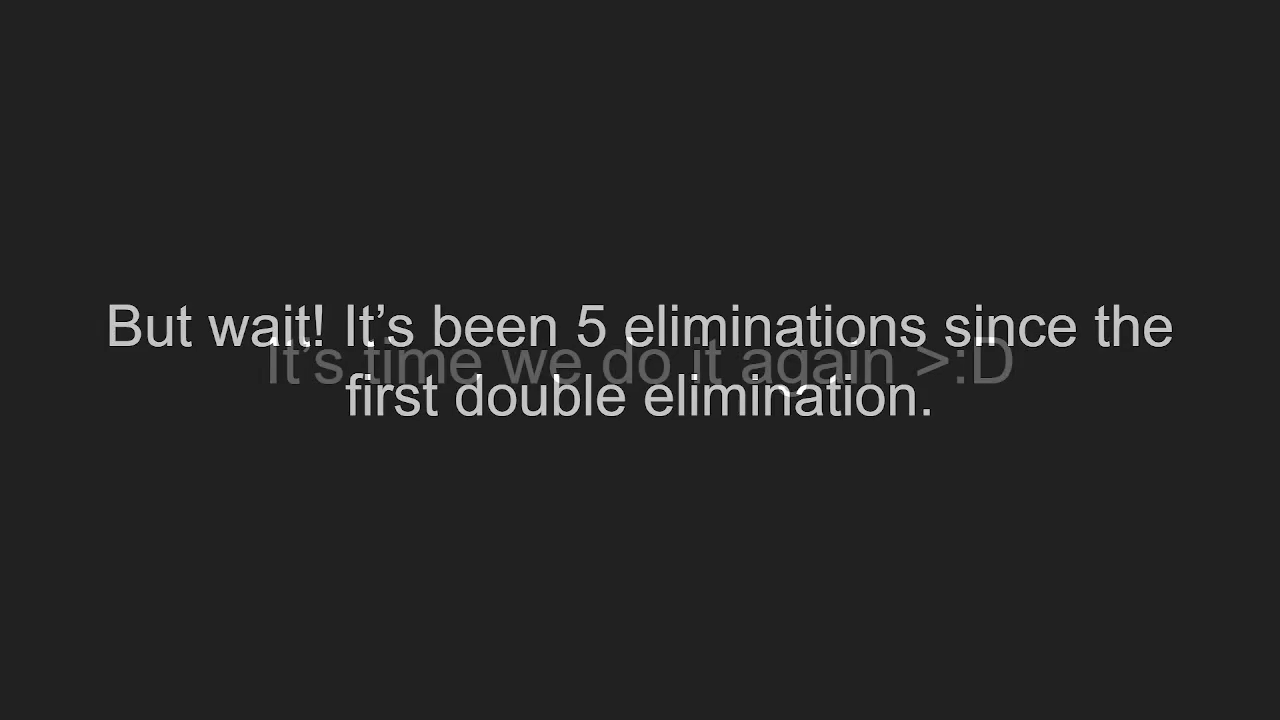 But wait! It’s been 5 eliminations since the
It’s time we do it again >:D
first double elimination.